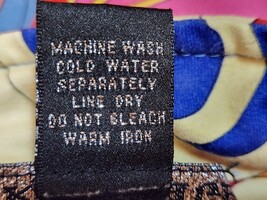 MACHINE WASH
COLD WATER
SEPARATELY
LINE DRY
DO NOT BLEACH
WARM IRON